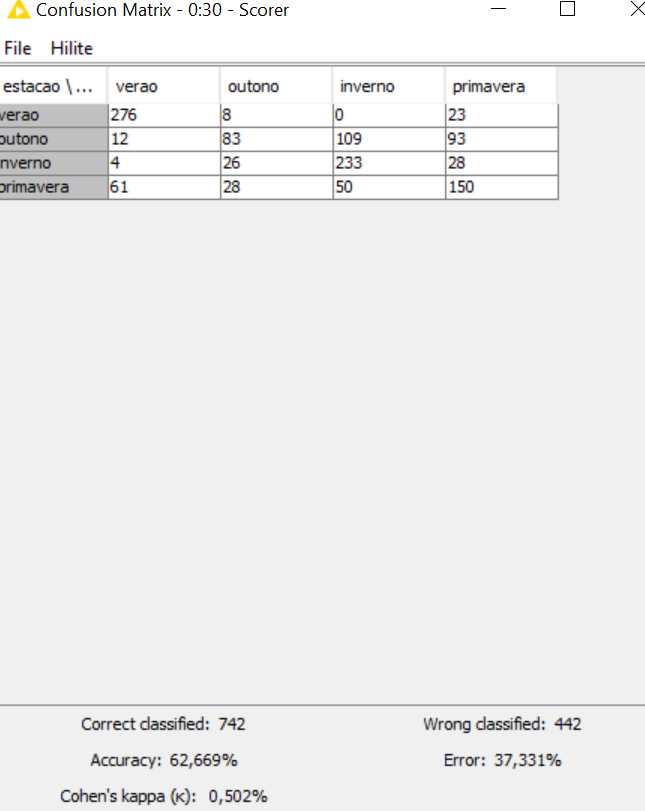 Confusion Matrix - 0:30 - Scorer
File Hilite
estacao \ ... verao outono inverno primavera
verao 276 8 0 23
outono 12 83 109 93
inverno 4 26 233 28
primavera 61 28 50 150
Correct classified: 742 Wrong classified: 442
Accuracy: 62,669% Error: 37,331%
Cohen's kappa (κ): 0,502%